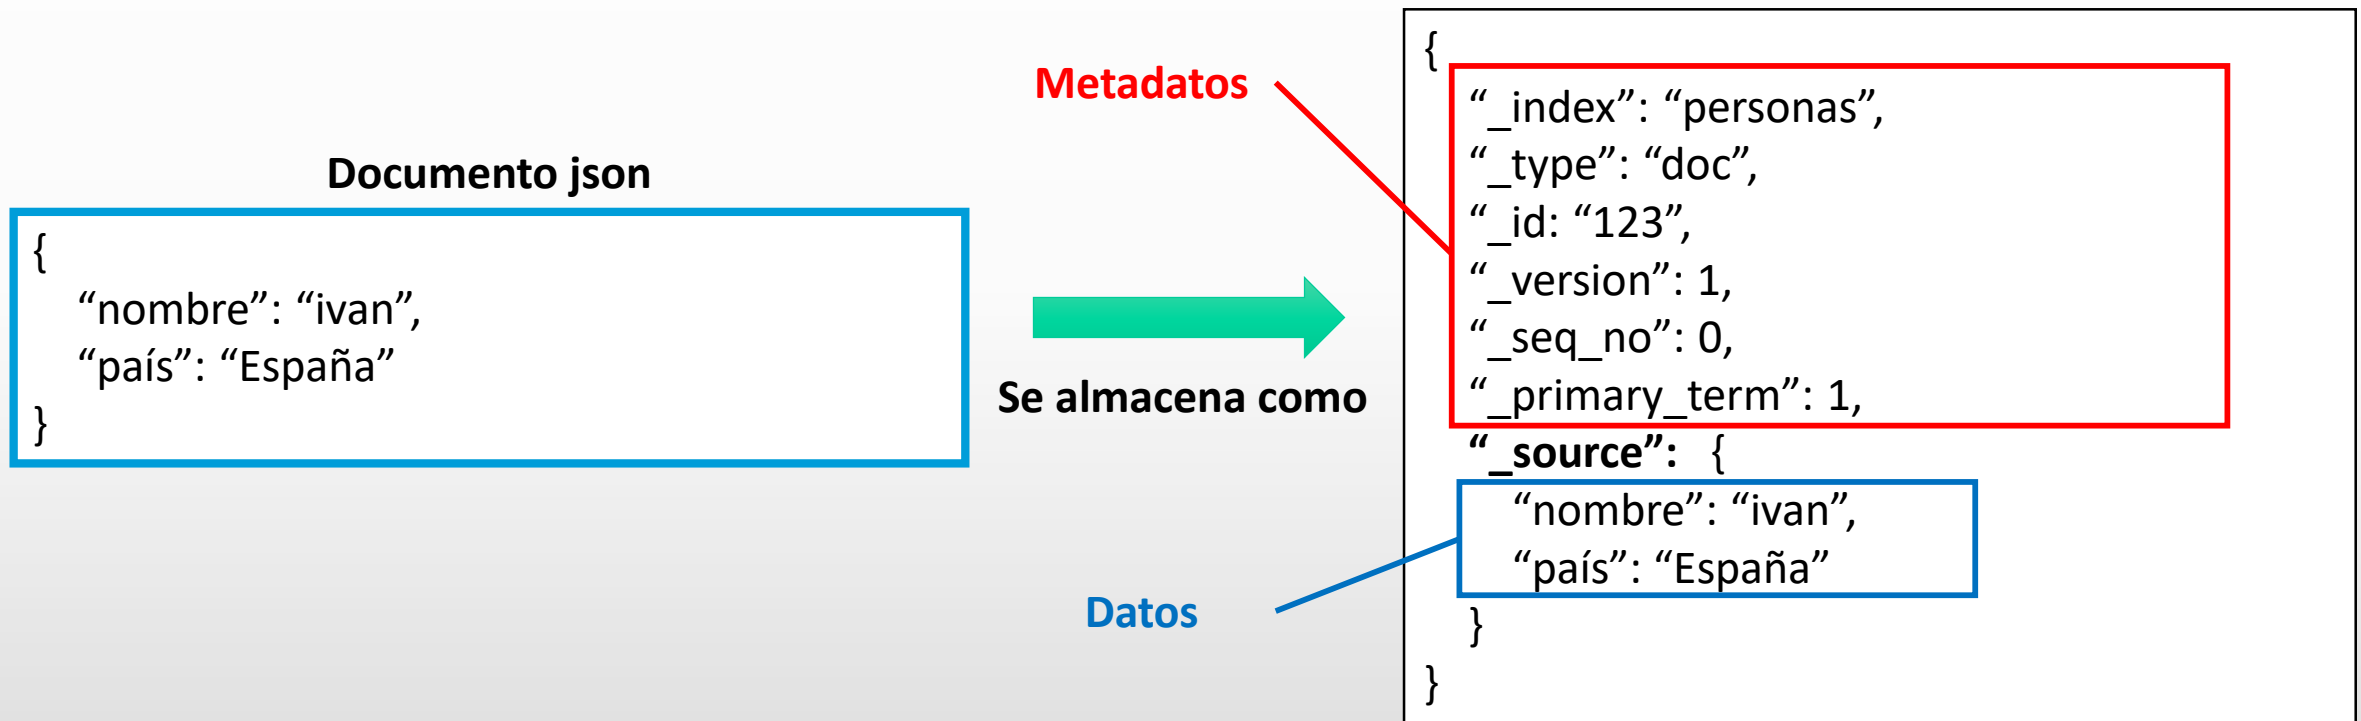 Documento json
{
“nombre”: “ivan”,
“país”: “España”
}
Se almacena como
Metadatos
Datos
{
“_index”: “personas”,
“_type”: “doc”,
“_id: “123”,
“_version”: 1,
“_seq_no”: 0,
“_primary_term”: 1,
“_source”: {
“nombre”: “ivan”,
“país”: “España”
}
}